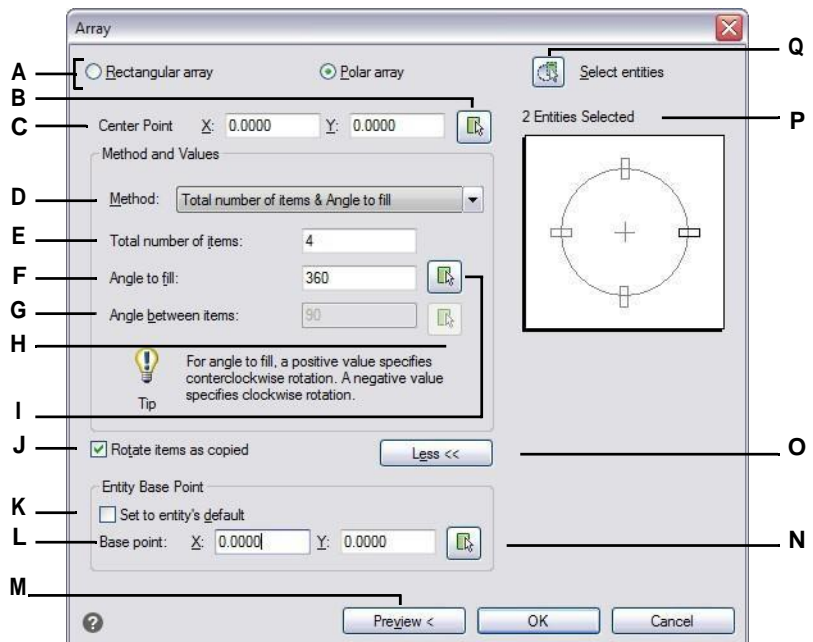 Array
A
Rectangular array
Polar array
Q
Select entities
B
C
Center Point X: 0.0000 Y: 0.0000
2 Entities Selected
P
Method and Values
D
Method: Total number of items & Angle to fill
E
Total number of items: 4
F
Angle to fill: 360
G
Angle between items: 90
H
For angle to fill, a positive value specifies
conterclockwise rotation. A negative value
specifies clockwise rotation.
Tip
I
J
Rotate items as copied
Less <<
O
Entity Base Point
K
Set to entity's default
L
Base point: X: 0.0000 Y: 0.0000
N
M
?
Preview <
OK
Cancel